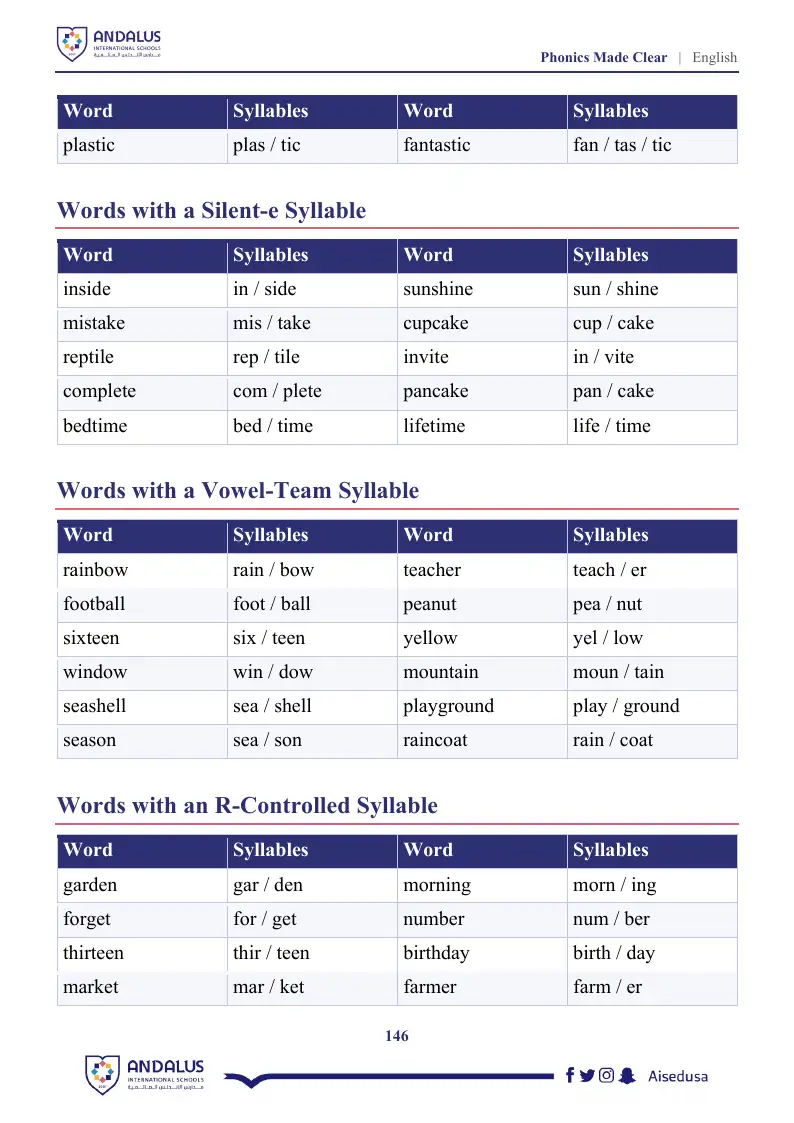 ANDALUS
INTERNATIONAL SCHOOLS
مدارس الأندلس العالمية
Phonics Made Clear | English
Word Syllables Word Syllables
plastic plas / tic fantastic fan / tas / tic
Words with a Silent-e Syllable
Word Syllables Word Syllables
inside in / side sunshine sun / shine
mistake mis / take cupcake cup / cake
reptile rep / tile invite in / vite
complete com / plete pancake pan / cake
bedtime bed / time lifetime life / time
Words with a Vowel-Team Syllable
Word Syllables Word Syllables
rainbow rain / bow teacher teach / er
football foot / ball peanut pea / nut
sixteen six / teen yellow yel / low
window win / dow mountain moun / tain
seashell sea / shell playground play / ground
season sea / son raincoat rain / coat
Words with an R-Controlled Syllable
Word Syllables Word Syllables
garden gar / den morning morn / ing
forget for / get number num / ber
thirteen thir / teen birthday birth / day
market mar / ket farmer farm / er
146
ANDALUS
INTERNATIONAL SCHOOLS
مدارس الأندلس العالمية
Aisedusa